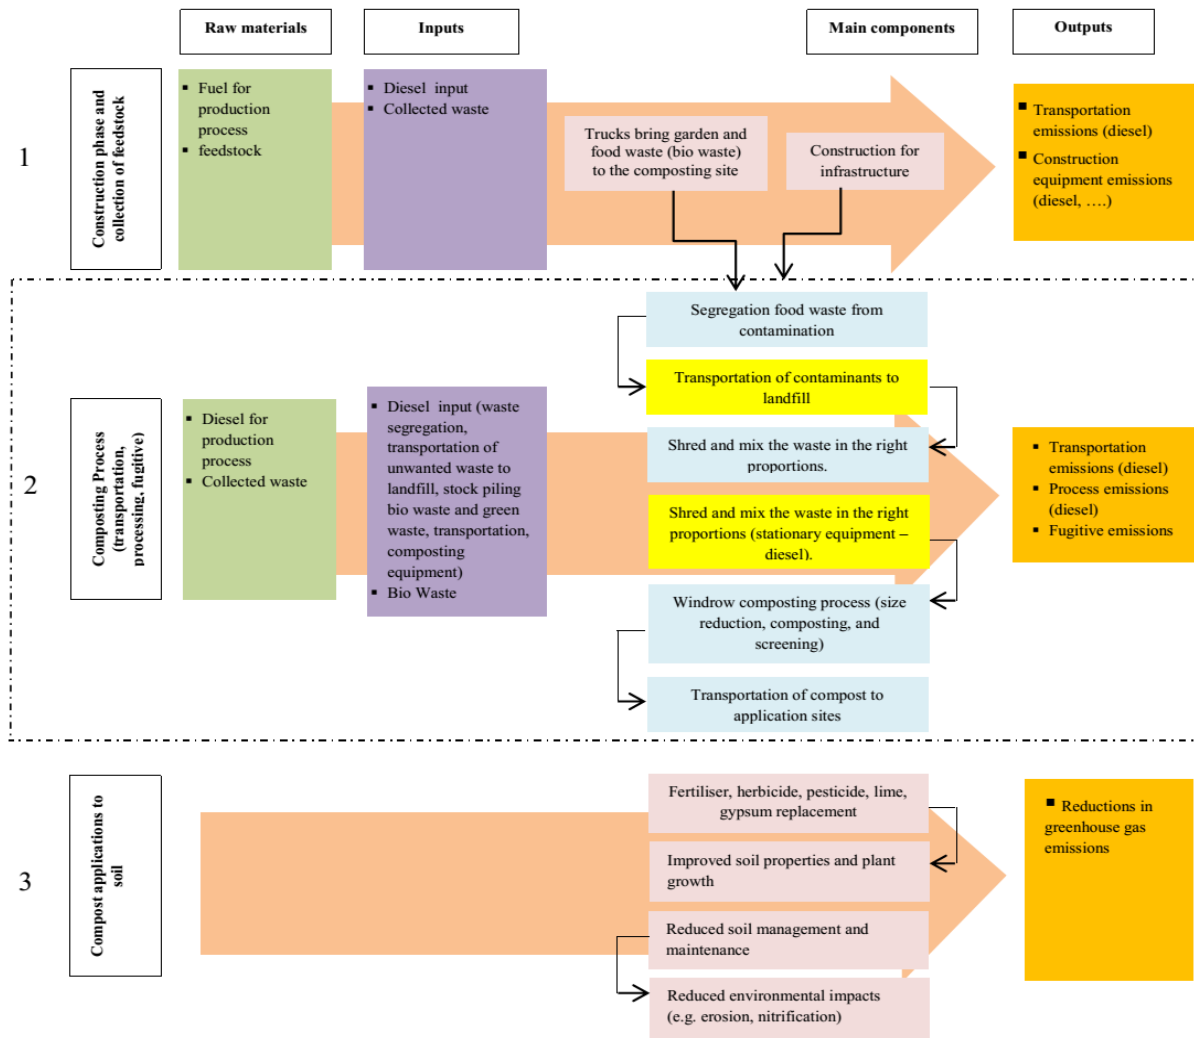 Raw materials
Inputs
Main components
Outputs
1
Construction phase and
collection of feedstock
▪ Fuel for
production
process
▪ feedstock
▪ Diesel input
▪ Collected waste
Trucks bring garden and
food waste (bio waste)
to the composting site
Construction for
infrastructure
▪ Transportation
emissions (diesel)
▪ Construction
equipment emissions
(diesel, ….)
2
Composting Process
(transportation,
processing, fugitive)
▪ Diesel for
production
process
▪ Collected waste
▪ Diesel input (waste
segregation,
transportation of
unwanted waste to
landfill, stock piling
bio waste and green
waste, transportation,
composting
equipment)
▪ Bio Waste
Segregation food waste from
contamination
Transportation of contaminants to
landfill
Shred and mix the waste in the right
proportions.
Shred and mix the waste in the right
proportions (stationary equipment –
diesel).
Windrow composting process (size
reduction, composting, and
screening)
Transportation of compost to
application sites
▪ Transportation
emissions (diesel)
▪ Process emissions
(diesel)
▪ Fugitive emissions
3
Compost applications to
soil
Fertiliser, herbicide, pesticide, lime,
gypsum replacement
Improved soil properties and plant
growth
Reduced soil management and
maintenance
Reduced environmental impacts
(e.g. erosion, nitrification)
▪ Reductions in
greenhouse gas
emissions